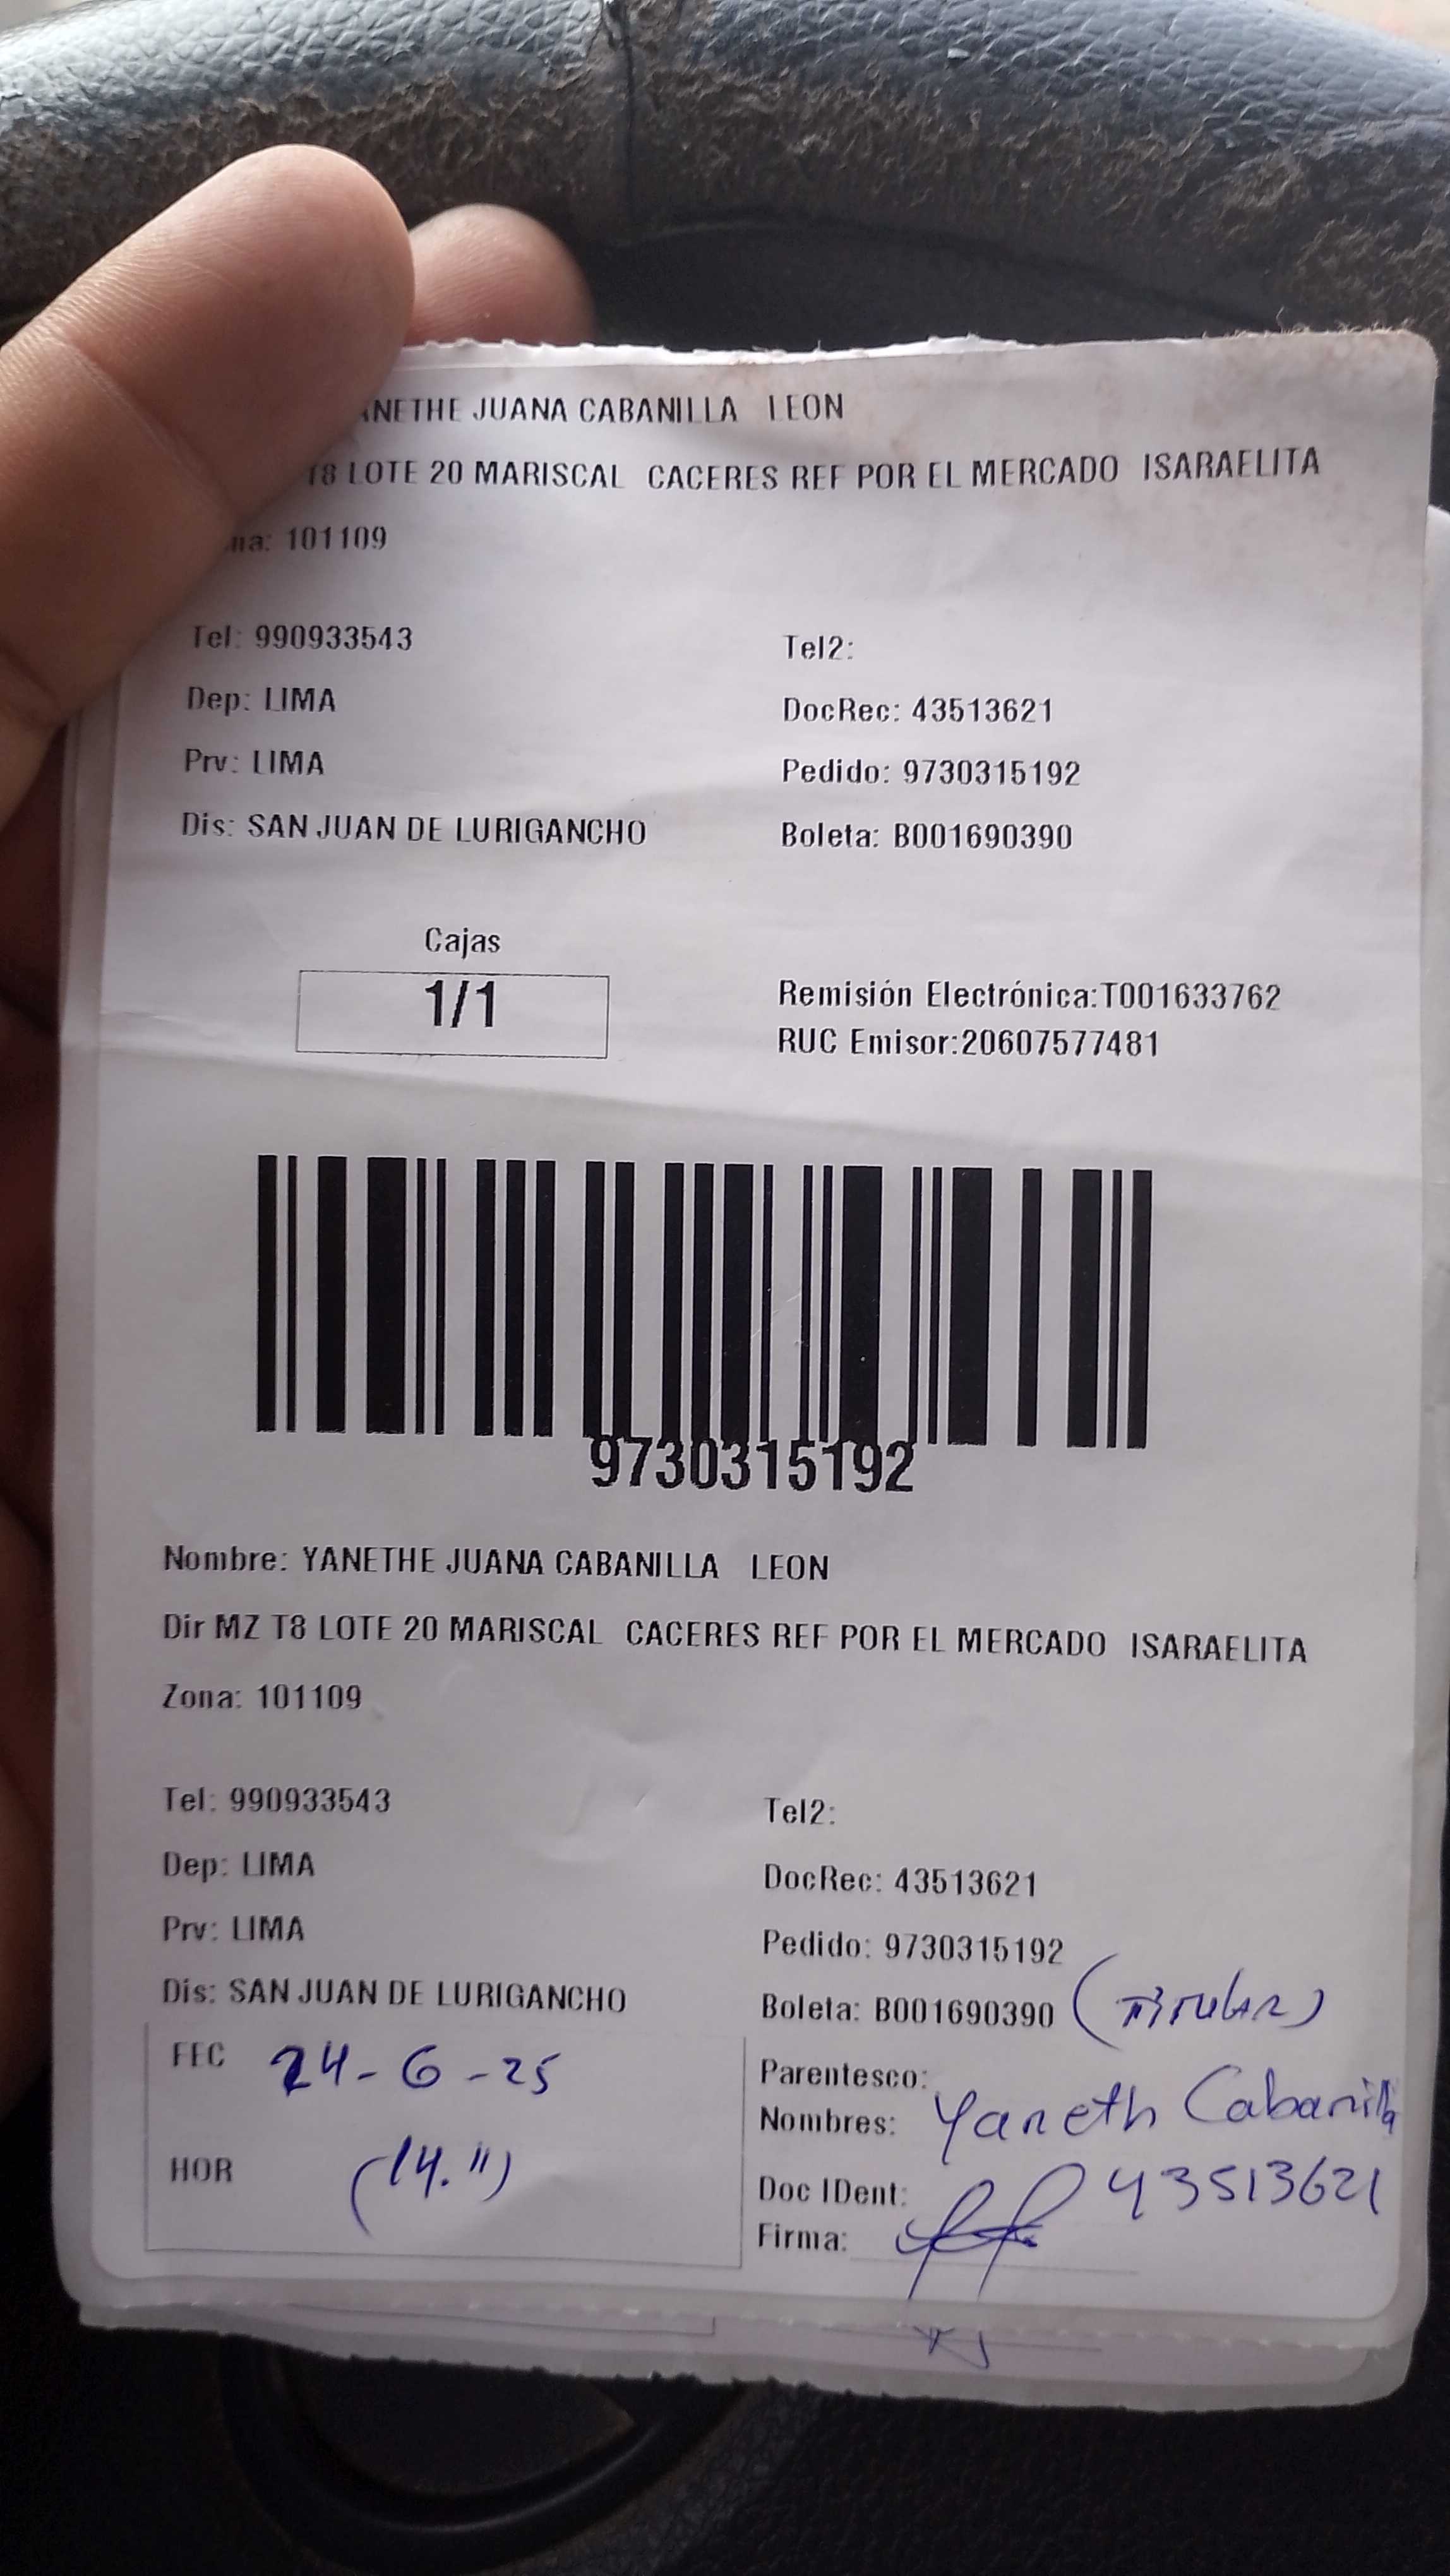 JUANA CABANILLA LEON
T8 LOTE 20 MARISCAL CACERES REF POR EL MERCADO ISARAELITA
101109
Tel: 990933543 Tel2:
Dep: LIMA DocRec: 43513621
Prv: LIMA Pedido: 9730315192
Dis: SAN JUAN DE LURIGANCHO Boleta: B001690390
Cajas
1/1
Remisión Electrónica:T001633762
RUC Emisor:20607577481
9730315192
Nombre: YANETHE JUANA CABANILLA LEON
Dir MZ T8 LOTE 20 MARISCAL CACERES REF POR EL MERCADO ISARAELITA
Zona: 101109
Tel: 990933543 Tel2:
Dep: LIMA DocRec: 43513621
Prv: LIMA Pedido: 9730315192
Dis: SAN JUAN DE LURIGANCHO Boleta: B001690390 (Titular)
FEC 24-6-25
HOR (14.11)
Parentesco:
Nombres: Yaneth Cabanilla
Doc IDent: 43513621
Firma: